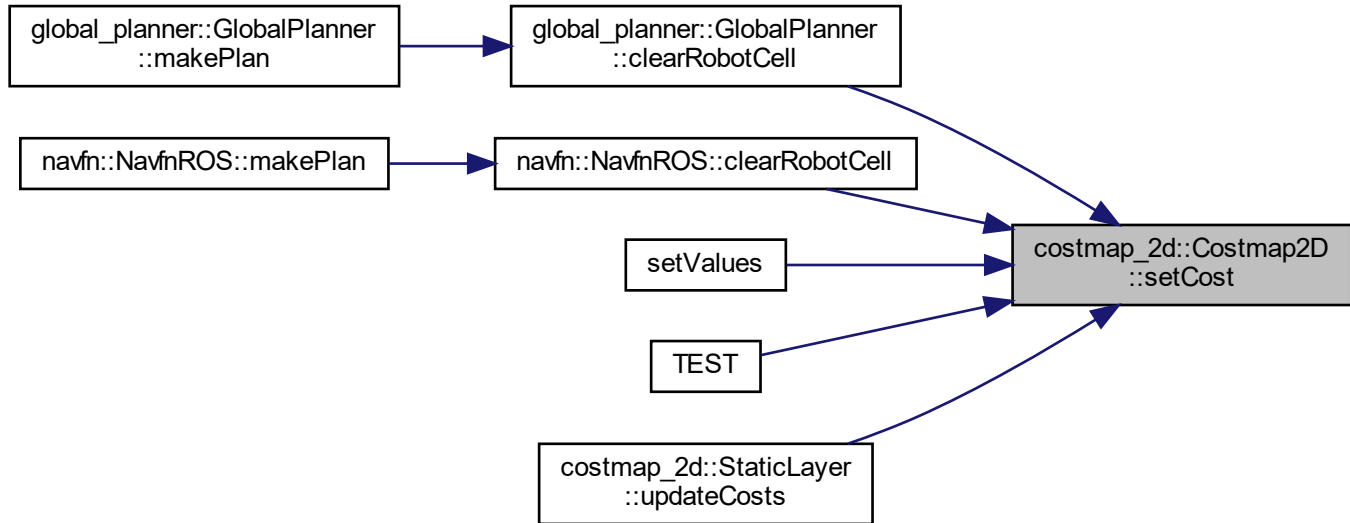 global_planner::GlobalPlanner
::makePlan
global_planner::GlobalPlanner
::clearRobotCell
navfn::NavfnROS::makePlan
navfn::NavfnROS::clearRobotCell
costmap_2d::Costmap2D
::setCost
setValues
TEST
costmap_2d::StaticLayer
::updateCosts